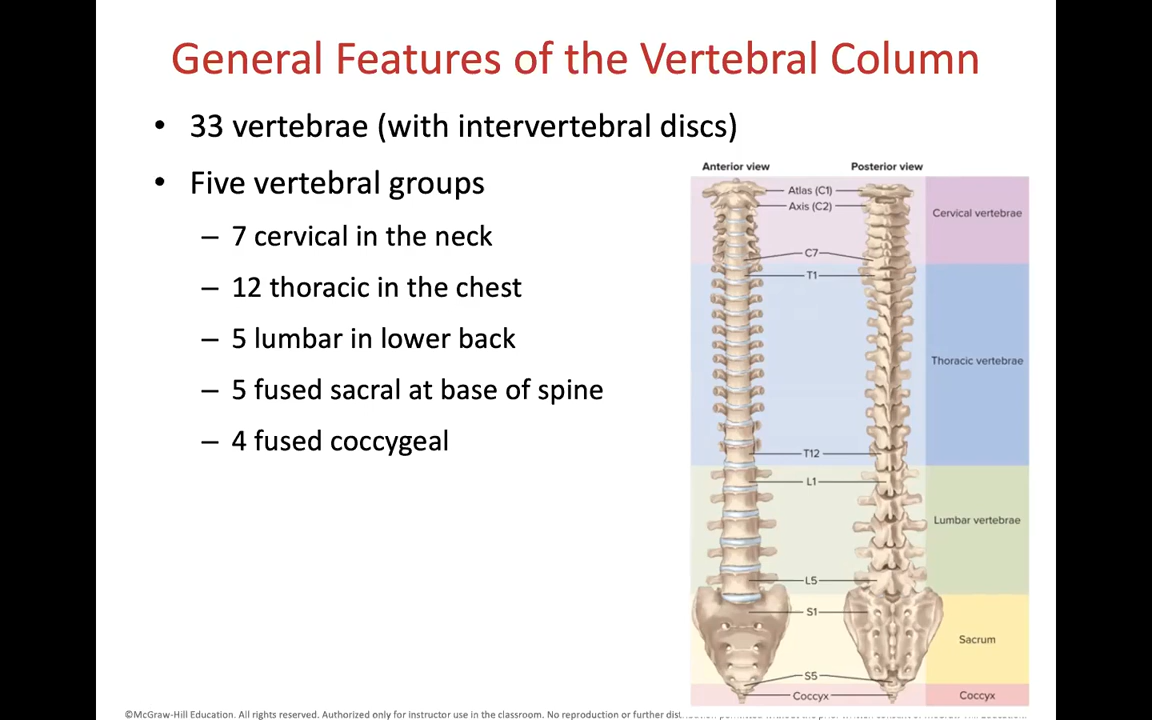 General Features of the Vertebral Column
• 33 vertebrae (with intervertebral discs)
• Five vertebral groups
– 7 cervical in the neck
– 12 thoracic in the chest
– 5 lumbar in lower back
– 5 fused sacral at base of spine
– 4 fused coccygeal
Anterior view
Posterior view
Atlas (C1)
Axis (C2)
Cervical vertebrae
C7
T1
Thoracic vertebrae
T12
L1
Lumbar vertebrae
L5
S1
Sacrum
S5
Coccyx
Coccyx
©McGraw-Hill Education. All rights reserved. Authorized only for instructor use in the classroom. No reproduction or further